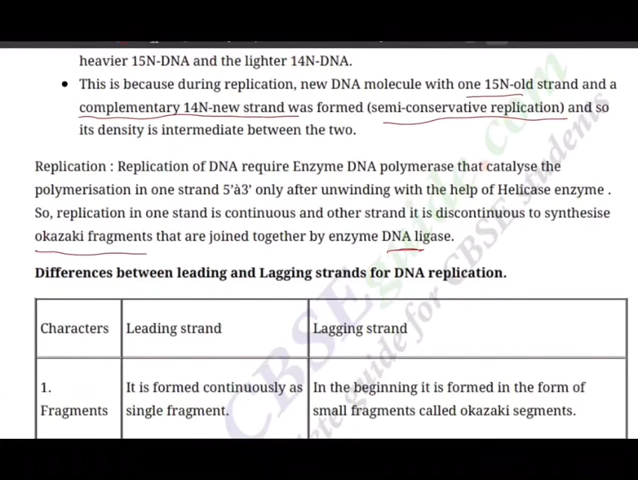 heavier 15N-DNA and the lighter 14N-DNA.
• This is because during replication, new DNA molecule with one 15N-old strand and a
complementary 14N-new strand was formed (semi-conservative replication) and so
its density is intermediate between the two.
Replication : Replication of DNA require Enzyme DNA polymerase that catalyse the
polymerisation in one strand 5'à3' only after unwinding with the help of Helicase enzyme .
So, replication in one stand is continuous and other strand it is discontinuous to synthesise
okazaki fragments that are joined together by enzyme DNA ligase.
Differences between leading and Lagging strands for DNA replication.
Characters Leading strand Lagging strand
1. It is formed continuously as In the beginning it is formed in the form of
Fragments single fragment. small fragments called okazaki segments.
CBSEguide.com
guide for CBSE students